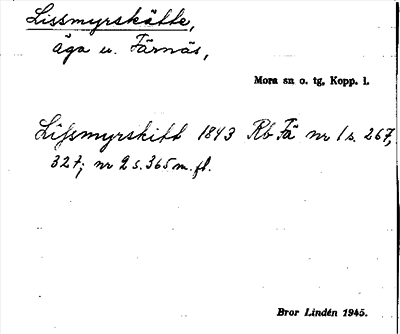 Lissmyrskätte,
äga u. Färnäs,
Mora sn o. tg, Kopp. l.
Lissmyrskitt 1843 Rb Fä nr 1 s. 267,
327; nr 2 s. 365 m. fl.
Bror Lindén 1945.